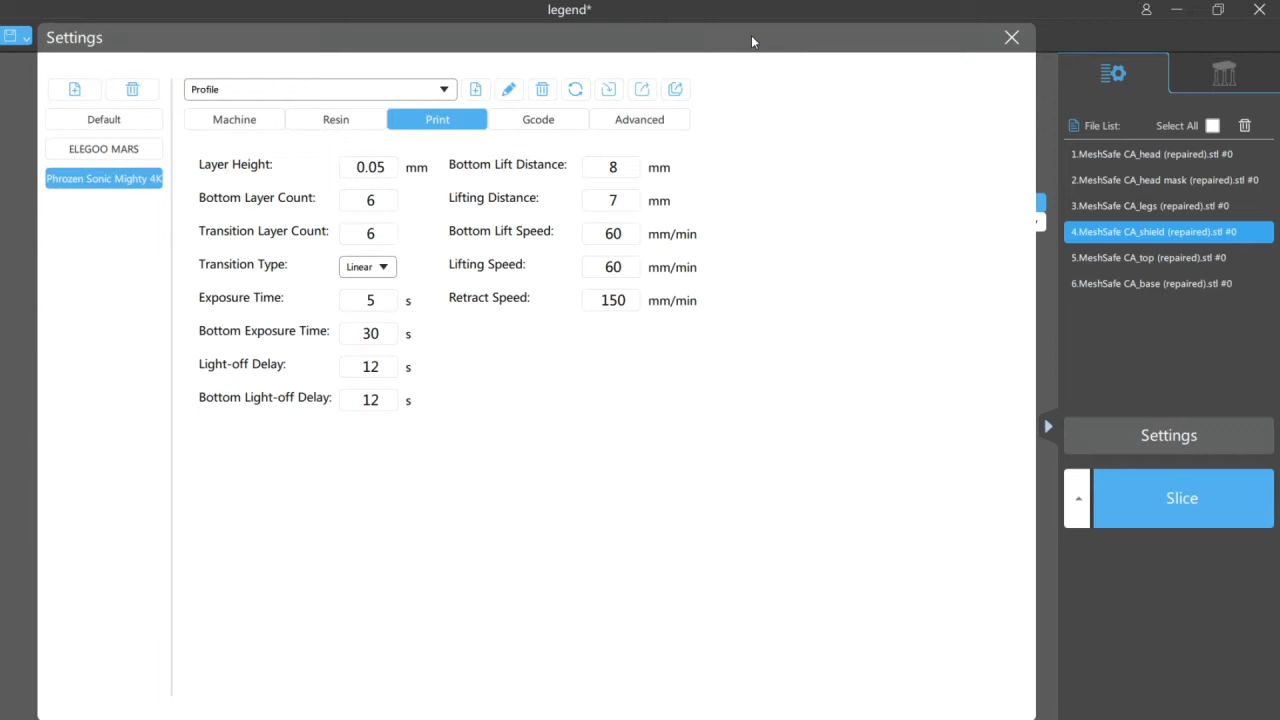 legend*
Settings
Default
ELEGOO MARS
Phrozen Sonic Mighty 4K
Profile
Machine
Resin
Print
Gcode
Advanced
Layer Height: 0.05 mm
Bottom Layer Count: 6
Transition Layer Count: 6
Transition Type: Linear
Exposure Time: 5 s
Bottom Exposure Time: 30 s
Light-off Delay: 12 s
Bottom Light-off Delay: 12 s
Bottom Lift Distance: 8 mm
Lifting Distance: 7 mm
Bottom Lift Speed: 60 mm/min
Lifting Speed: 60 mm/min
Retract Speed: 150 mm/min
File List: Select All
1.MeshSafe CA_head (repaired).stl #0
2.MeshSafe CA_head mask (repaired).stl #0
3.MeshSafe CA_legs (repaired).stl #0
4.MeshSafe CA_shield (repaired).stl #0
5.MeshSafe CA_top (repaired).stl #0
6.MeshSafe CA_base (repaired).stl #0
Settings
Slice